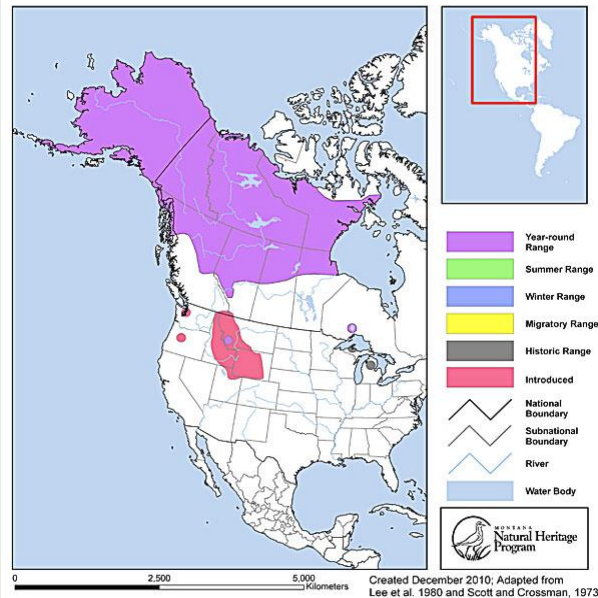 Year-round
Range
Summer Range
Winter Range
Migratory Range
Historic Range
Introduced
National
Boundary
Subnational
Boundary
River
Water Body
MONTANA
Natural Heritage
Program
0 2,500 5,000
Kilometers
Created December 2010; Adapted from
Lee et al. 1980 and Scott and Crossman, 1973